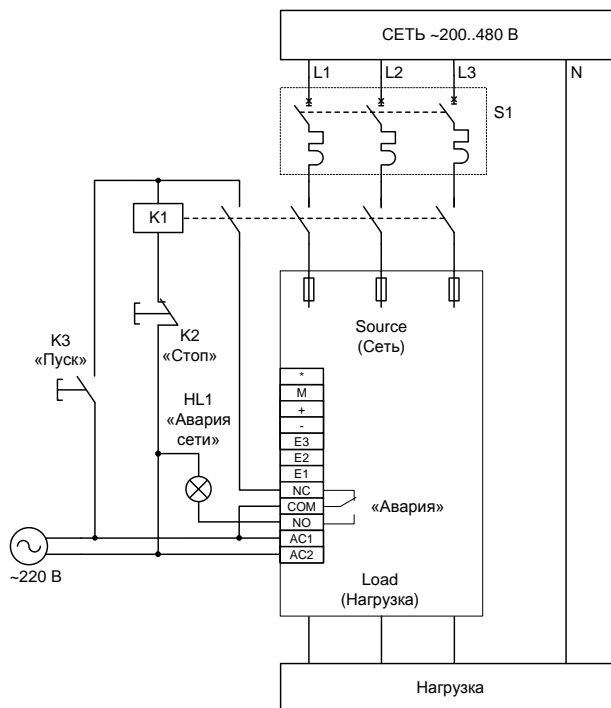 СЕТЬ ~200..480 В
L1
L2
L3
N
S1
K1
K2
«Стоп»
K3
«Пуск»
Source
(Сеть)
HL1
«Авария
сети»
*
M
+
-
E3
E2
E1
NC
COM
NO
AC1
AC2
«Авария»
~220 В
Load
(Нагрузка)
Нагрузка